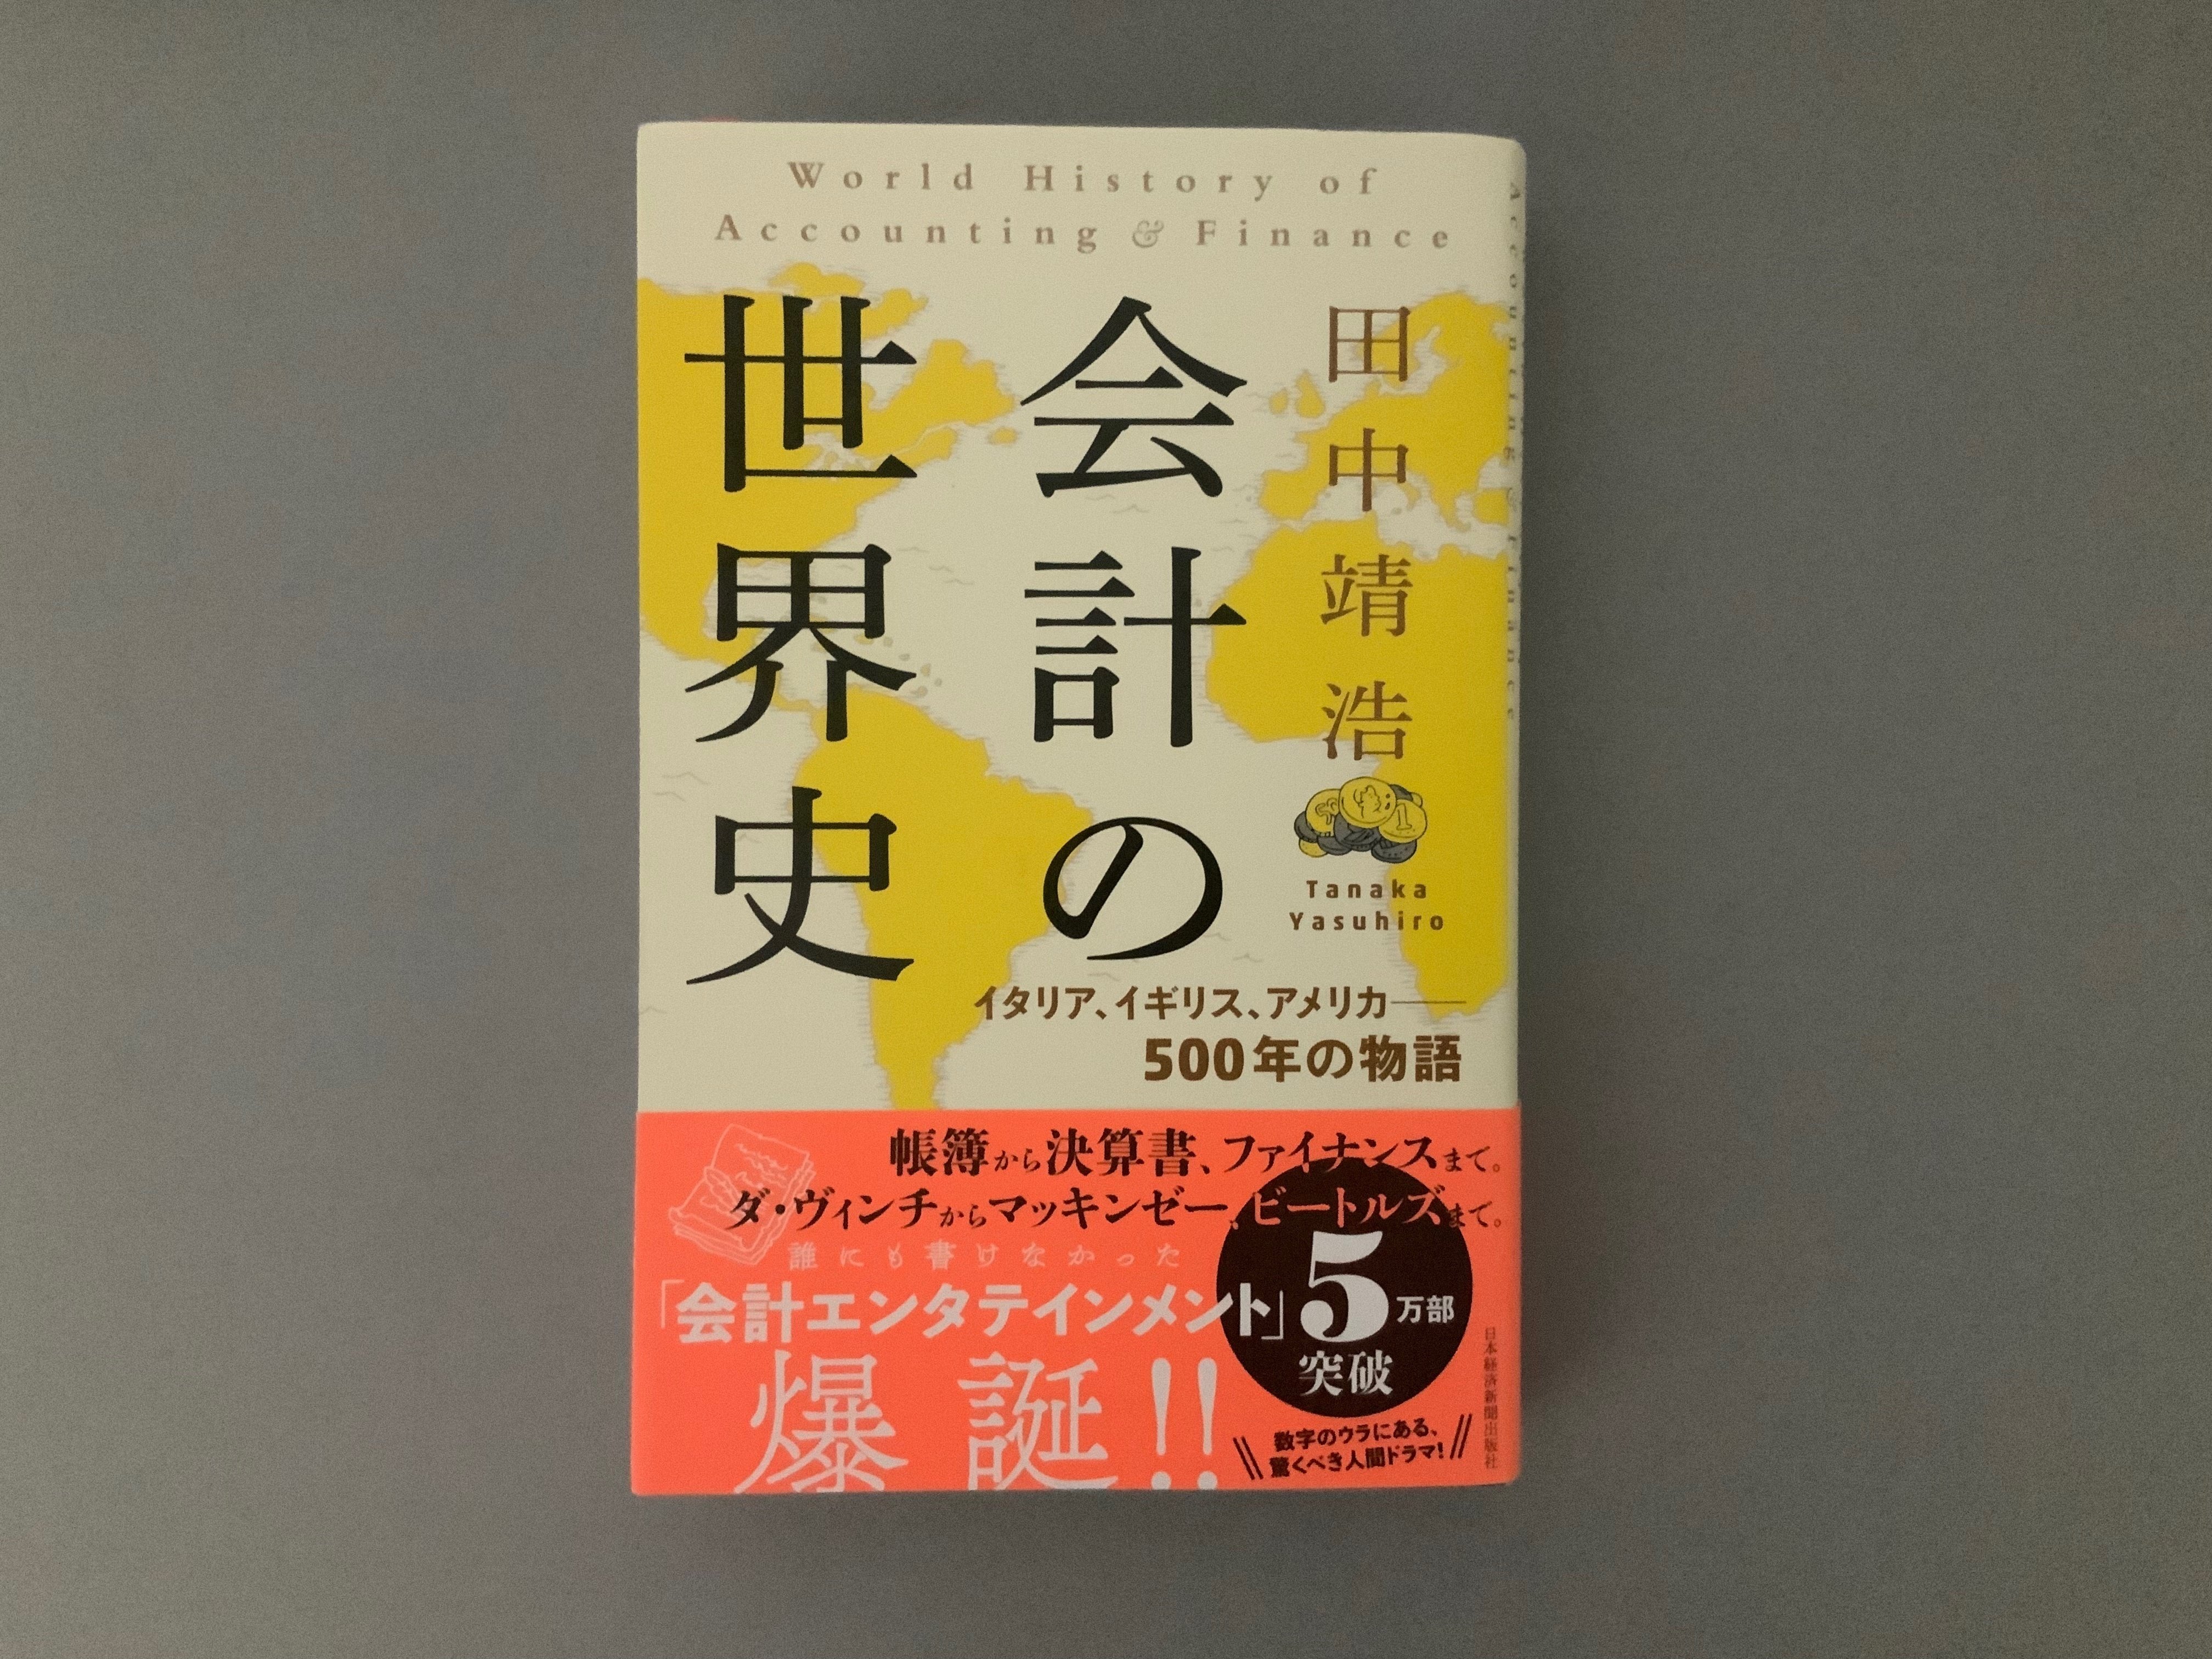 World History of
Accounting & Finance
会計の
世界史
田中靖浩
Tanaka
Yasuhiro
イタリア、イギリス、アメリカ——
500年の物語
帳簿から決算書、ファイナンスまて。
ダ・ヴィンチからマッキンゼー、ビートルズまて。
誰にも書けなかった
「会計エンタテインメント」
爆誕!!
5万部
突破
数字のウラにある、
驚くべき人間ドラマ!
日本経済新聞出版社
Accounting & Finance